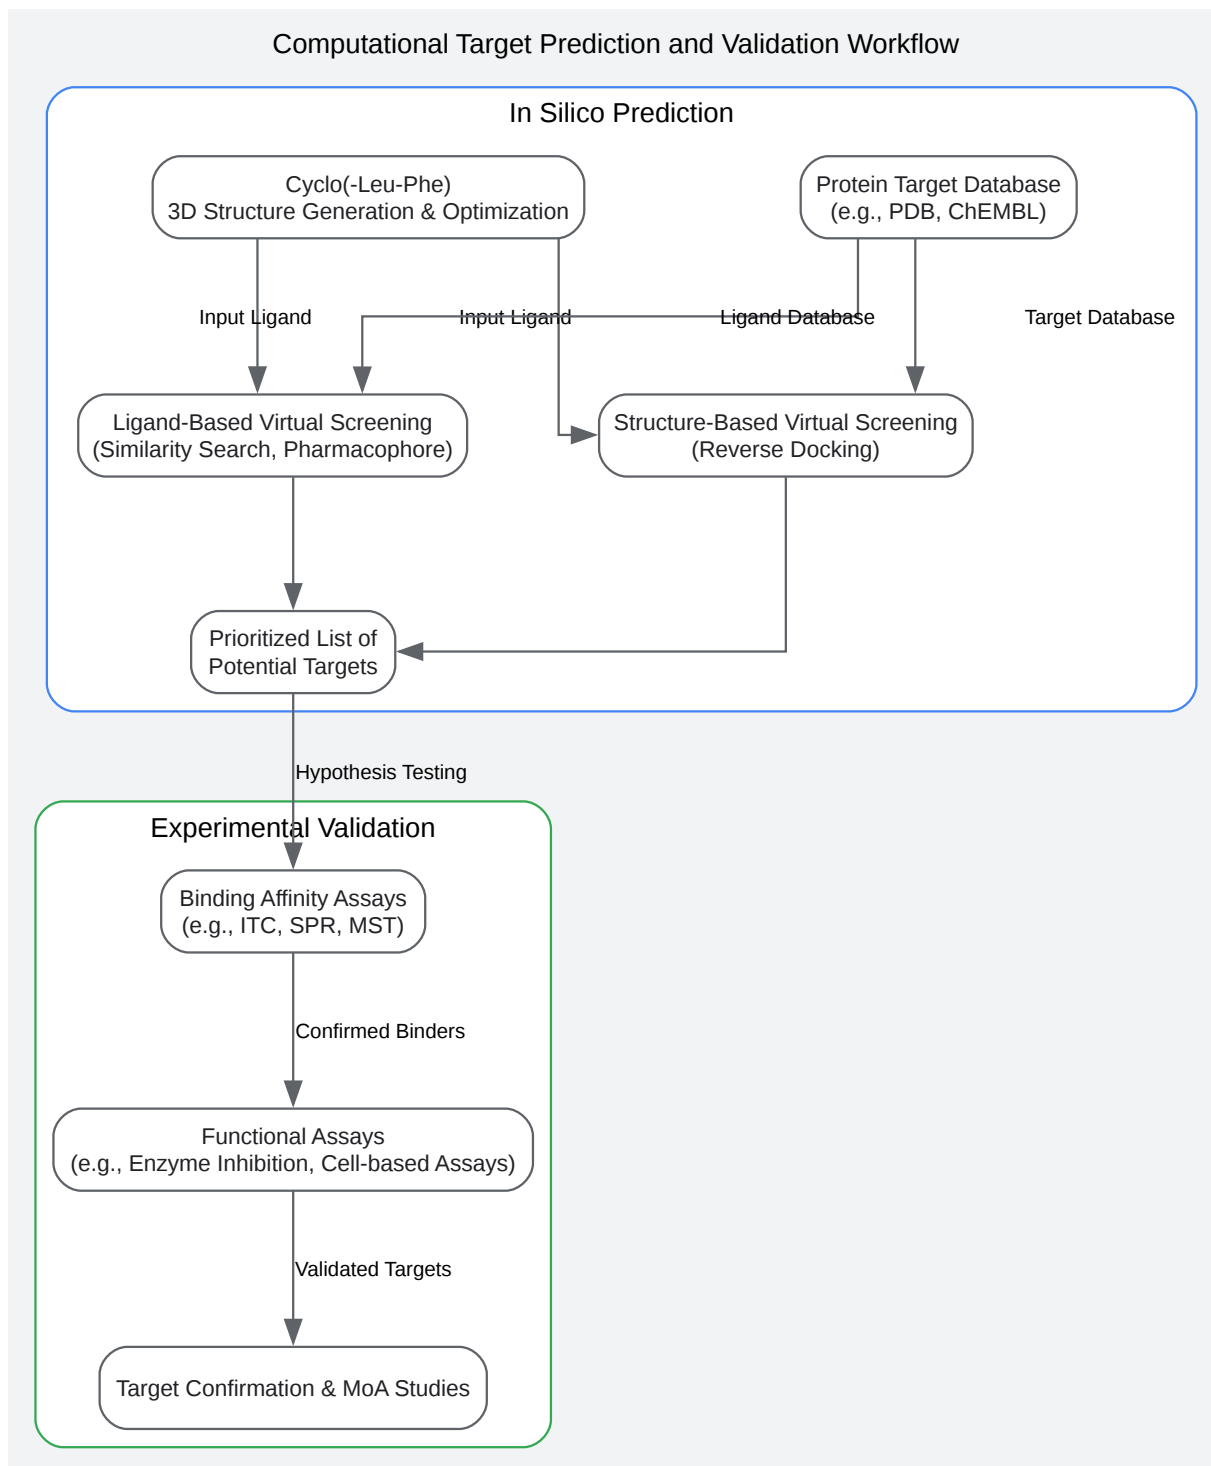 Computational Target Prediction and Validation Workflow
In Silico Prediction
Cyclo(-Leu-Phe)
3D Structure Generation & Optimization
Protein Target Database
(e.g., PDB, ChEMBL)
Input Ligand
Input Ligand
Ligand Database
Target Database
Ligand-Based Virtual Screening
(Similarity Search, Pharmacophore)
Structure-Based Virtual Screening
(Reverse Docking)
Prioritized List of
Potential Targets
Hypothesis Testing
Experimental Validation
Binding Affinity Assays
(e.g., ITC, SPR, MST)
Confirmed Binders
Functional Assays
(e.g., Enzyme Inhibition, Cell-based Assays)
Validated Targets
Target Confirmation & MoA Studies